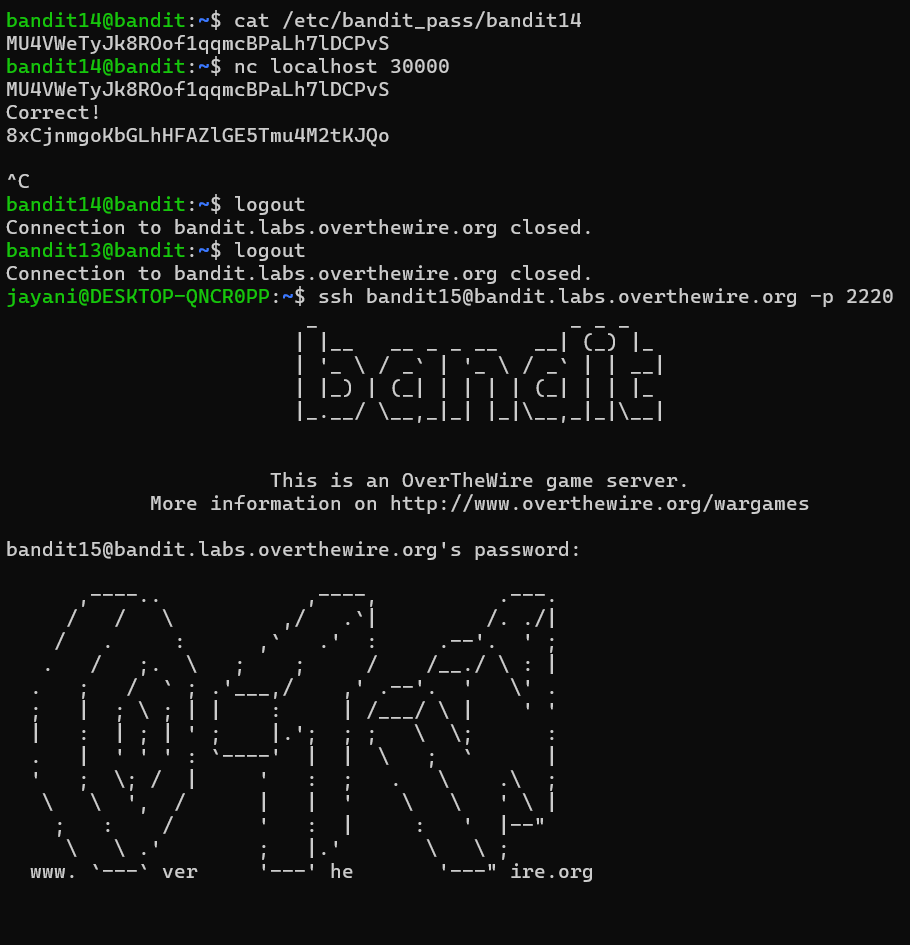 bandit14@bandit:~$ cat /etc/bandit_pass/bandit14
MU4VWeTyJk8ROof1qqmcBPaLh7lDCPvS
bandit14@bandit:~$ nc localhost 30000
MU4VWeTyJk8ROof1qqmcBPaLh7lDCPvS
Correct!
8xCjnmgoKbGLhHFAZlGE5Tmu4M2tKJQo
^C
bandit14@bandit:~$ logout
Connection to bandit.labs.overthewire.org closed.
bandit13@bandit:~$ logout
Connection to bandit.labs.overthewire.org closed.
jayani@DESKTOP-QNCR0PP:~$ ssh bandit15@bandit.labs.overthewire.org -p 2220
bandit
This is an OverTheWire game server.
More information on http://www.overthewire.org/wargames
bandit15@bandit.labs.overthewire.org's password:
www. ver he ire.org